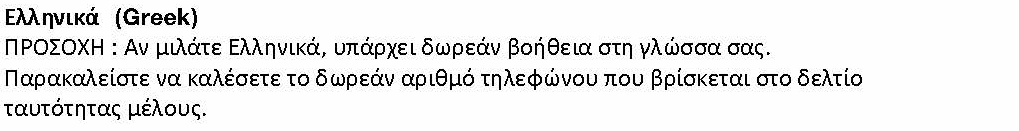 Ελληνικά (Greek)
ΠΡΟΣΟΧΗ : Αν μιλάτε Ελληνικά, υπάρχει δωρεάν βοήθεια στη γλώσσα σας.
Παρακαλείστε να καλέσετε το δωρεάν αριθμό τηλεφώνου που βρίσκεται στο δελτίο
ταυτότητας μέλους.